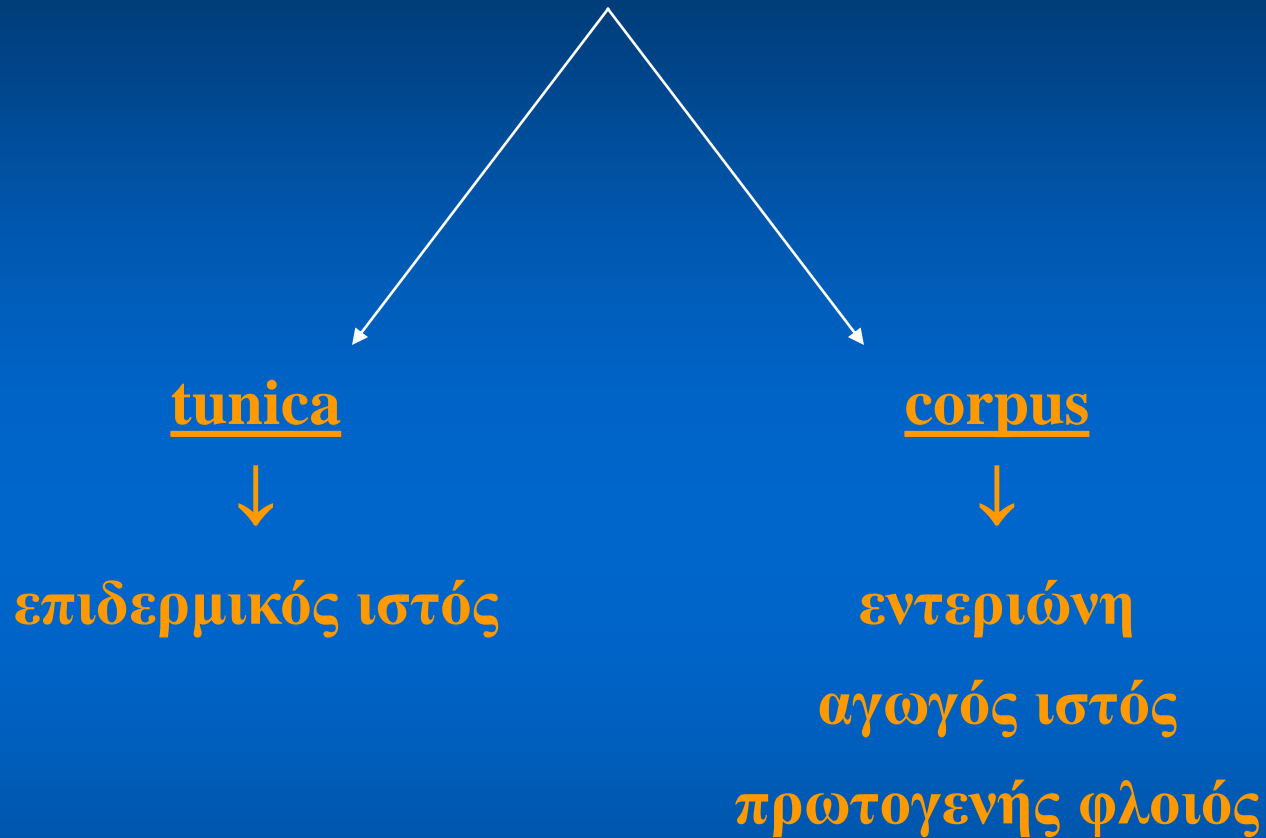 tunica
corpus
↓
↓
επιδερμικός ιστός
εντεριώνη
αγωγός ιστός
πρωτογενής φλοιός